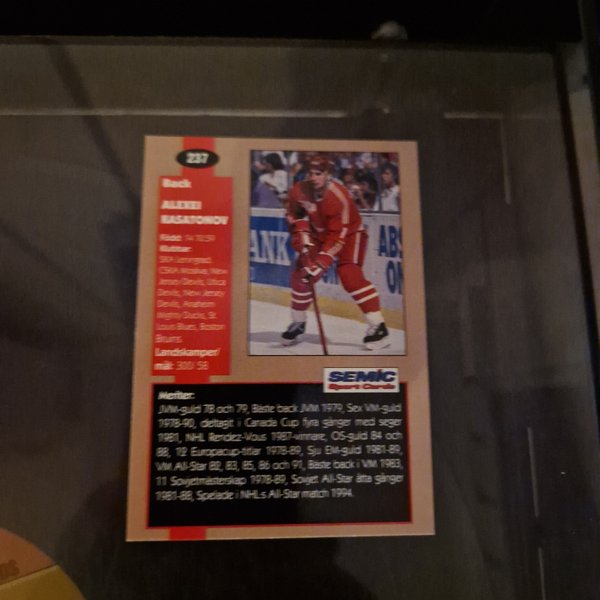 237
Back
ALEXEI
KASATONOV
Född: 14 10.59
Klubbar:
SKA Leningrad,
CSKA Moskva, New
Jersey Devils, Utica
Devils, New Jersey
Devils, Anaheim
Mighty Ducks, St.
Louis Blues, Boston
Bruins
Landskamper/
mål: 300/ 58
ANK
ABS
ON
SEMIC
Sport Cards
Meriter:
JVM-guld 78 och 79, Bäste back JVM 1979, Sex VM-guld
1978-90, deltagit i Canada Cup fyra gånger med seger
1981, NHL Rendez-Vous 1987-vinnare, OS-guld 84 och
88, 12 Europacup-titlar 1978-89, Sju EM-guld 1981-89,
VM All-Star 82, 83, 85, 86 och 91, Bäste back i VM 1983,
11 Sovjetmästerskap 1978-89, Sovjet All-Star åtta gånger
1981-88, Spelade i NHLs All-Star match 1994.